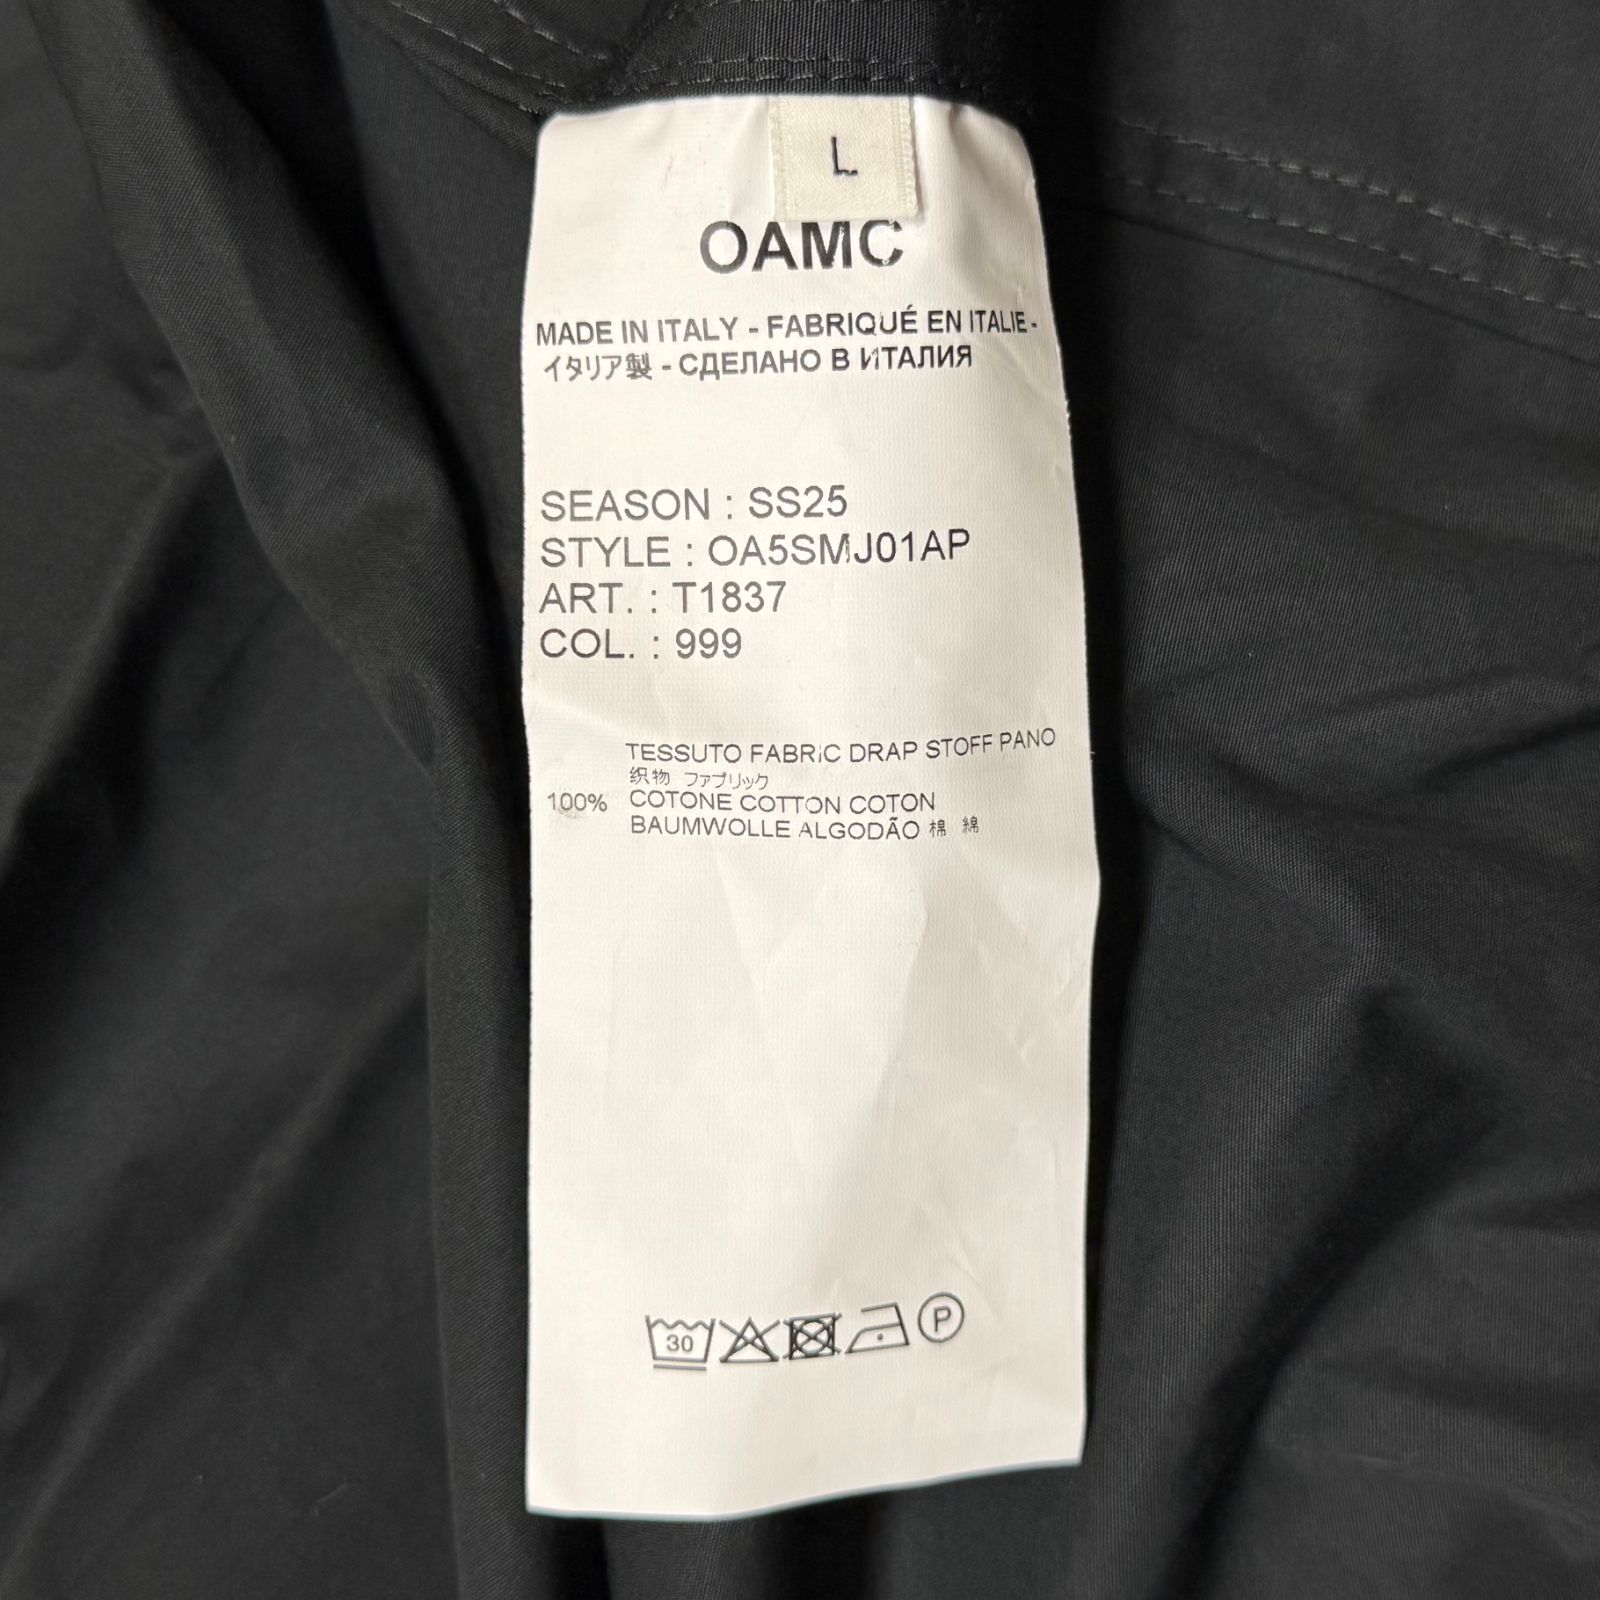 L
OAMC
MADE IN ITALY - FABRIQUÉ EN ITALIE -
イタリア製 - СДЕЛАНО В ИТАЛИЯ
SEASON : SS25
STYLE : OA5SMJ01AP
ART. : T1837
COL. : 999
TESSUTO FABRIC DRAP STOFF PANO
织物 ファブリック
100% COTONE COTTON COTON
BAUMWOLLE ALGODÃO 棉 綿
30
P